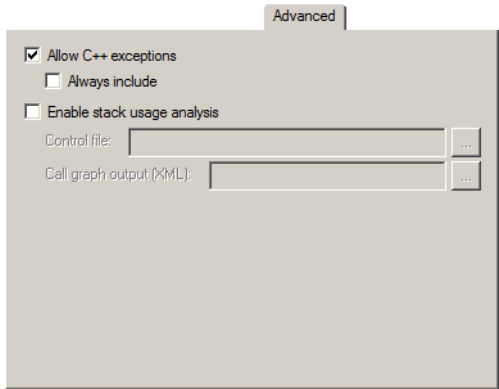 Advanced
Allow C++ exceptions
Always include
Enable stack usage analysis
Control file:
...
Call graph output (XML):
...